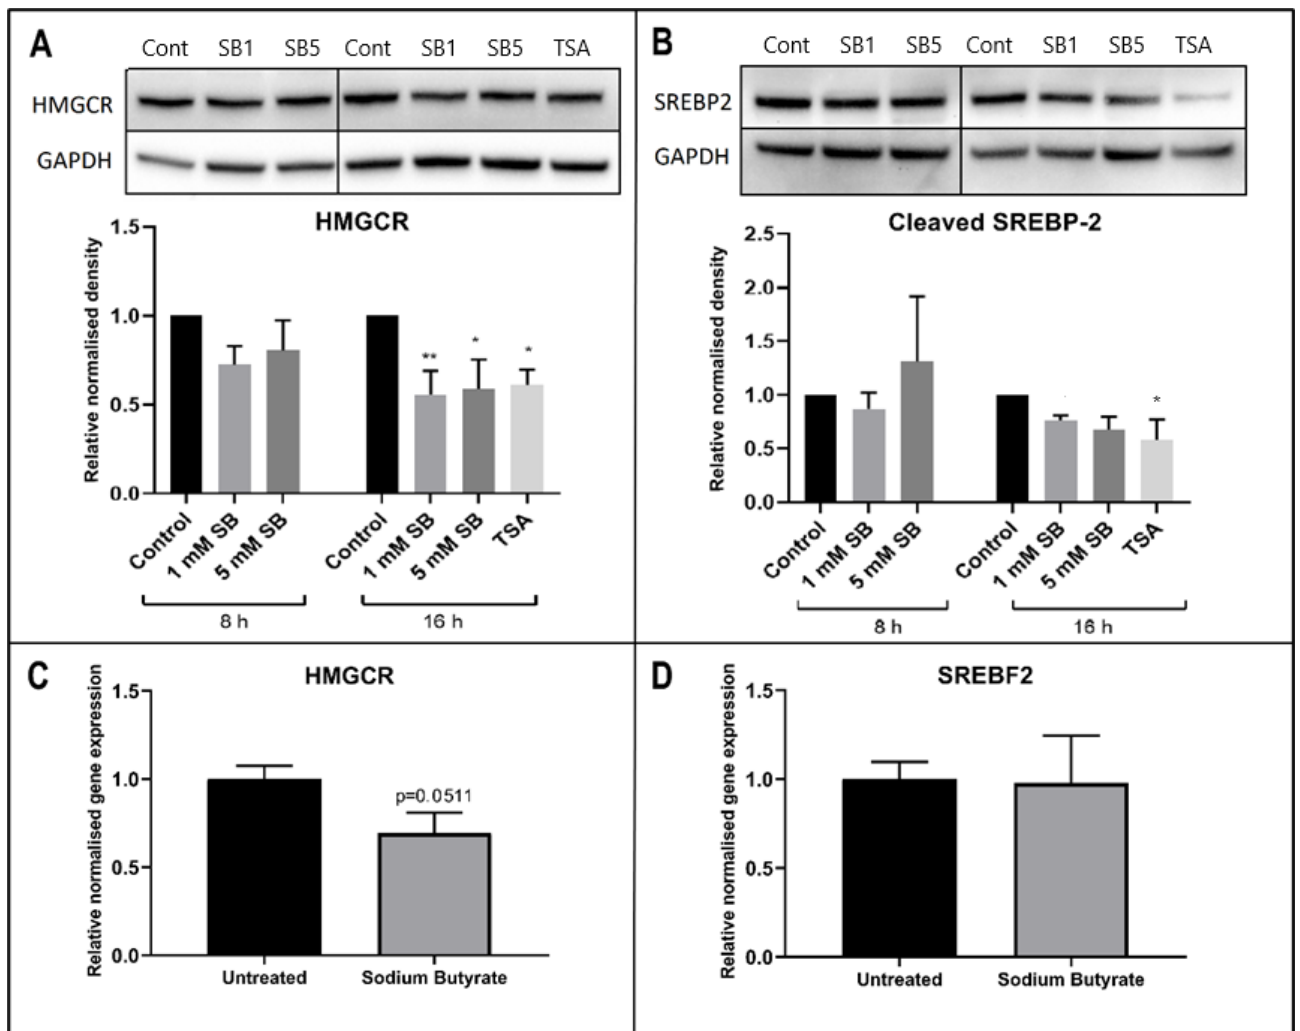 A
Cont SB1 SB5 Cont SB1 SB5 TSA
HMGCR
GAPDH
HMGCR
Relative normalised density
1.5
1.0
0.5
0.0
** * *
Control 1 mM SB 5 mM SB Control 1 mM SB 5 mM SB TSA
8 h 16 h
B
Cont SB1 SB5 Cont SB1 SB5 TSA
SREBP2
GAPDH
Cleaved SREBP-2
Relative normalised density
2.5
2.0
1.5
1.0
0.5
0.0
*
Control 1 mM SB 5 mM SB Control 1 mM SB 5 mM SB TSA
8 h 16 h
C
HMGCR
Relative normalised gene expression
1.5
1.0
0.5
0.0
p=0.0511
Untreated Sodium Butyrate
D
SREBF2
Relative normalised gene expression
1.5
1.0
0.5
0.0
Untreated Sodium Butyrate